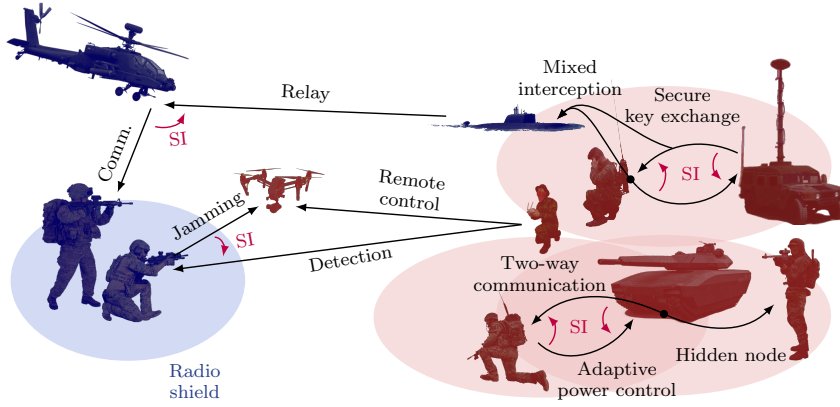 Mixed
interception
Secure
key exchange
Relay
SI
Comm.
SI
Jamming
SI
Remote
control
Detection
Two-way
communication
SI
Hidden node
Adaptive
power control
Radio
shield